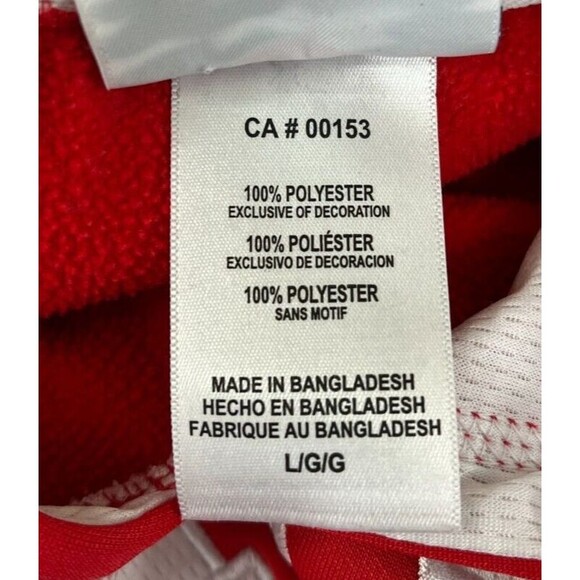 CA # 00153
100% POLYESTER
EXCLUSIVE OF DECORATION
100% POLIÉSTER
EXCLUSIVO DE DECORACION
100% POLYESTER
SANS MOTIF
MADE IN BANGLADESH
HECHO EN BANGLADESH
FABRIQUE AU BANGLADESH
L/G/G